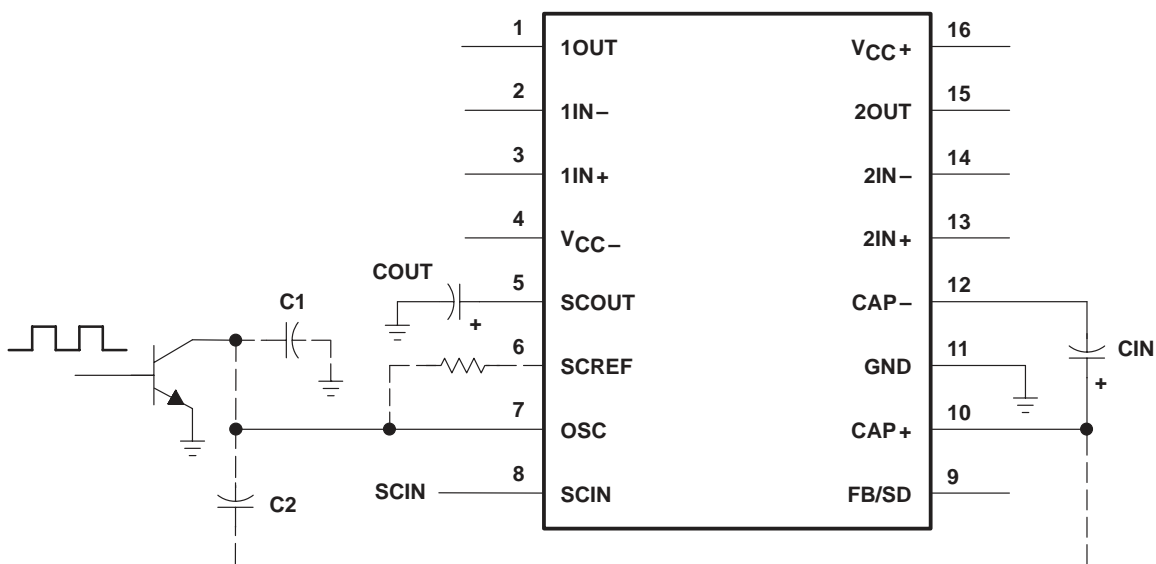 1 1OUT VCC+ 16
2 1IN− 2OUT 15
3 1IN+ 2IN− 14
4 VCC− 2IN+ 13
COUT
5 SCOUT CAP− 12
+
C1
6 SCREF GND 11
CIN
+
7 OSC CAP+ 10
SCIN 8 SCIN FB/SD 9
C2